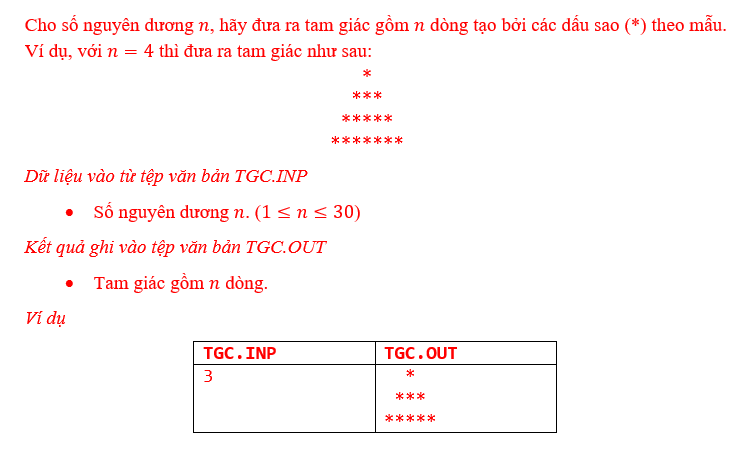 Cho số nguyên dương n, hãy đưa ra tam giác gồm n dòng tạo bởi các dấu sao (*) theo mẫu.
Ví dụ, với n = 4 thì đưa ra tam giác như sau:
*
***
*****
*******
Dữ liệu vào từ tệp văn bản TGC.INP
• Số nguyên dương n. (1 ≤ n ≤ 30)
Kết quả ghi vào tệp văn bản TGC.OUT
• Tam giác gồm n dòng.
Ví dụ
TGC.INP TGC.OUT
3 *
***
*****